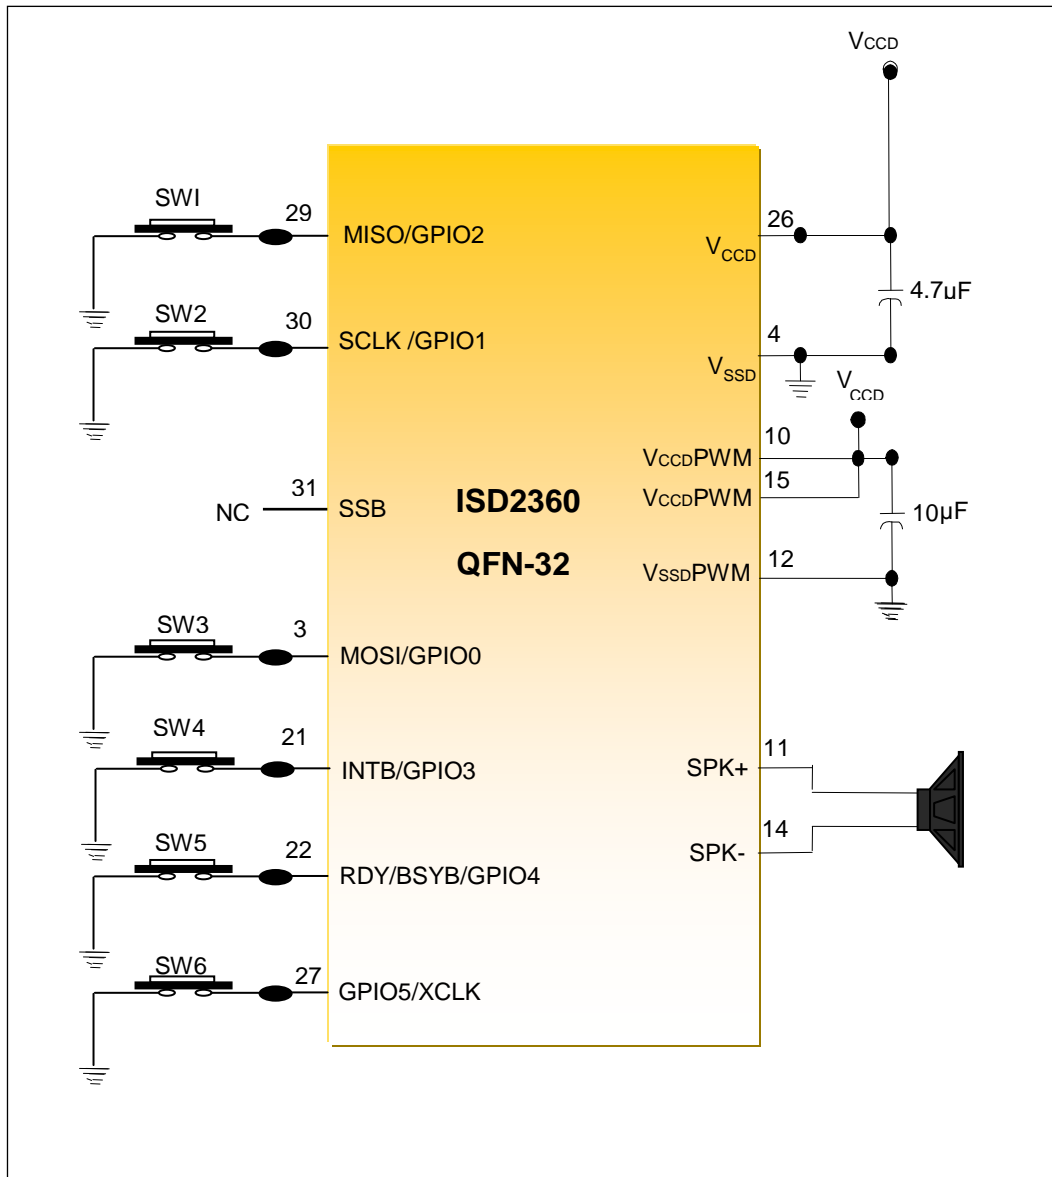 VCCD
SWI
29
MISO/GPIO2
26
VCCD
4.7µF
SW2
30
SCLK /GPIO1
4
VSSD
VCCD
10
VCCDPWM
15
VCCDPWM
31
NC
SSB
ISD2360
10µF
QFN-32
12
VSSDPWM
SW3
3
MOSI/GPIO0
SW4
21
INTB/GPIO3
11
SPK+
SW5
22
RDY/BSYB/GPIO4
14
SPK-
SW6
27
GPIO5/XCLK